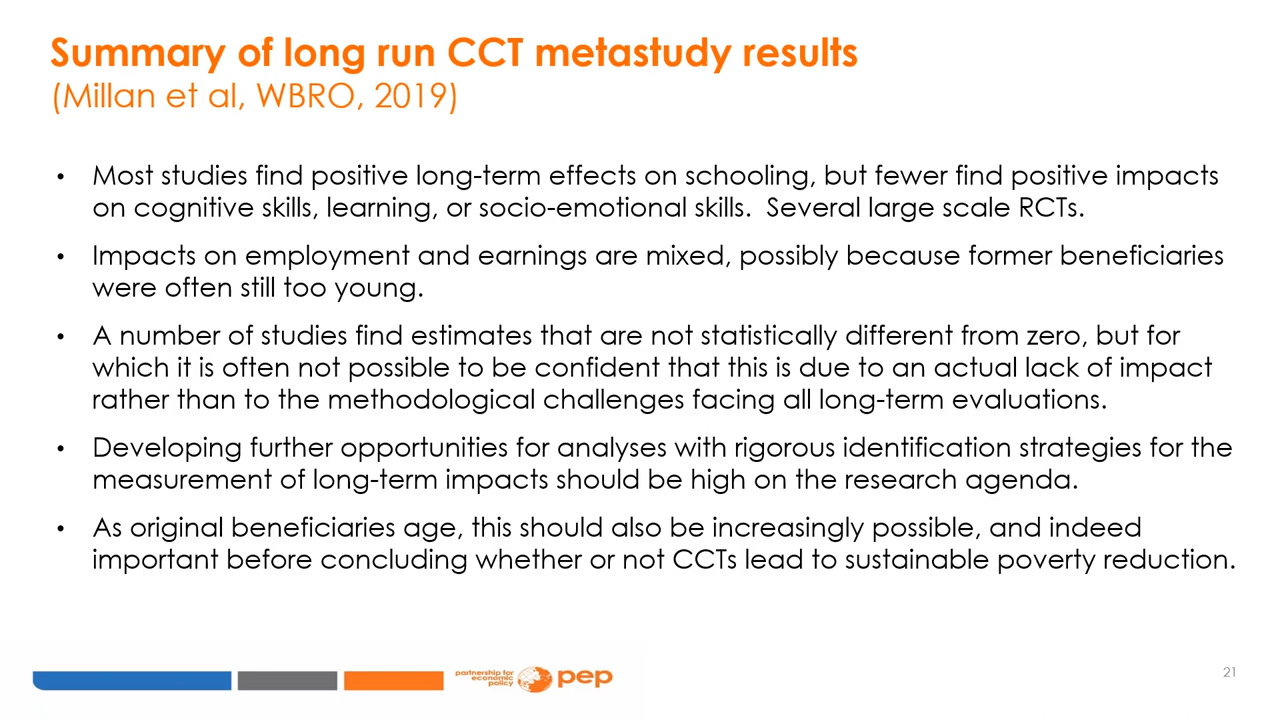 Summary of long run CCT metastudy results
(Millan et al, WBRO, 2019)
• Most studies find positive long-term effects on schooling, but fewer find positive impacts
on cognitive skills, learning, or socio-emotional skills.  Several large scale RCTs.
• Impacts on employment and earnings are mixed, possibly because former beneficiaries
were often still too young.
• A number of studies find estimates that are not statistically different from zero, but for
which it is often not possible to be confident that this is due to an actual lack of impact
rather than to the methodological challenges facing all long-term evaluations.
• Developing further opportunities for analyses with rigorous identification strategies for the
measurement of long-term impacts should be high on the research agenda.
• As original beneficiaries age, this should also be increasingly possible, and indeed
important before concluding whether or not CCTs lead to sustainable poverty reduction.
partnership for
economic
policy
pep
21